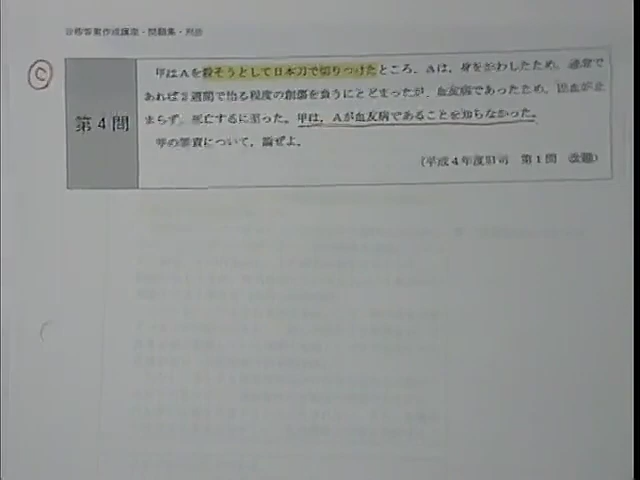 合格答案作成講座・問題集・刑法
C
第4問
甲はAを殺そうとして日本刀で切りつけたところ、Aは、身をかわしたため、通常で
あれば2週間で治る程度の創傷を負うにとどまったが、血友病であったため、出血が止
まらず、死亡するに至った。甲は、Aが血友病であることを知らなかった。
甲の罪責について、論ぜよ。
(平成4年度旧司 第1問 改題)